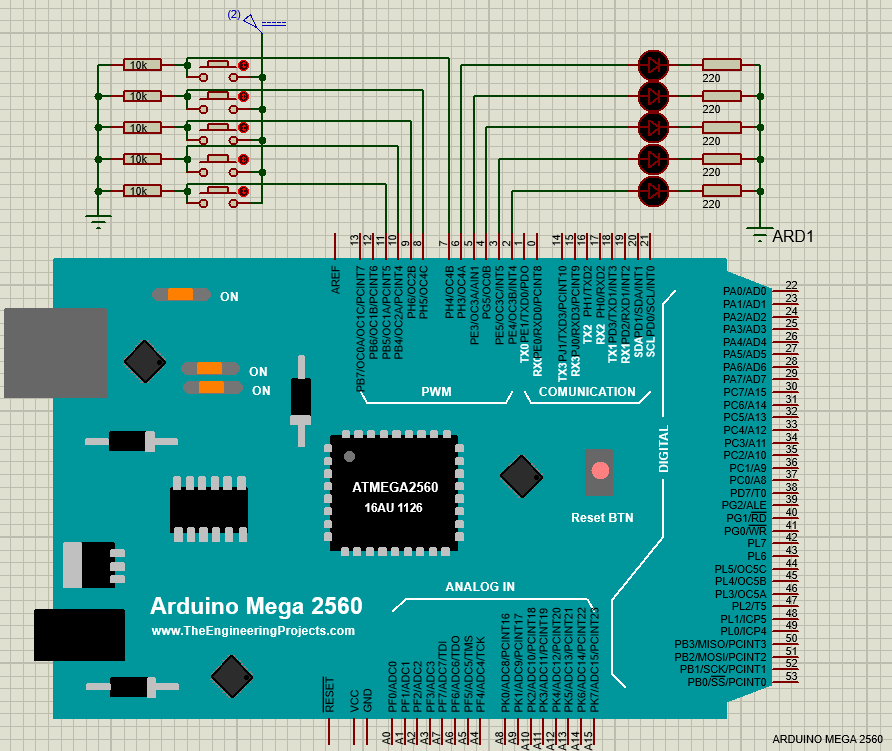 (2)
10k
10k
10k
10k
10k
220
220
220
220
220
ARD1
AREF
13
12
11
10
9
8
7
6
5
4
3
2
1
0
14
15
16
17
18
19
20
21
PB7/OC0A/OC1C/PCINT7
PB6/OC1B/PCINT6
PB5/OC1A/PCINT5
PB4/OC2A/PCINT4
PH6/OC2B
PH5/OC4C
PH4/OC4B
PH3/OC4A
PE3/OC3A/AIN1
PG5/OC0B
PE5/OC3C/INT5
PE4/OC3B/INT4
TX0 PE1/TXD0/PDO
RX0 PE0/RXD0/PCINT8
TX3 PJ1/TXD3/PCINT10
RX3 PJ0/RXD3/PCINT9
TX2 PH1/TXD2
RX2 PH0/RXD2
TX1 PD3/TXD1/INT3
RX1 PD2/RXD1/INT2
SDA PD1/SDA/INT1
SCL PD0/SCL/INT0
PWM
COMUNICATION
ON
ON
ON
DIGITAL
ATMEGA2560
16AU 1126
Reset BTN
ANALOG IN
Arduino Mega 2560
www.TheEngineeringProjects.com
PA0/AD0 22
PA1/AD1 23
PA2/AD2 24
PA3/AD3 25
PA4/AD4 26
PA5/AD5 27
PA6/AD6 28
PA7/AD7 29
PC7/A15 30
PC6/A14 31
PC5/A13 32
PC4/A12 33
PC3/A11 34
PC2/A10 35
PC1/A9 36
PC0/A8 37
PD7/T0 38
PG2/ALE 39
PG1/RD 40
PG0/WR 41
PL7 42
PL6 43
PL5/OC5C 44
PL4/OC5B 45
PL3/OC5A 46
PL2/T5 47
PL1/ICP5 48
PL0/ICP4 49
PB3/MISO/PCINT3 50
PB2/MOSI/PCINT2 51
PB1/SCK/PCINT1 52
PB0/SS/PCINT0 53
RESET
VCC
GND
PF0/ADC0
PF1/ADC1
PF2/ADC2
PF3/ADC3
PF7/ADC7/TDI
PF6/ADC6/TDO
PF5/ADC5/TMS
PF4/ADC4/TCK
PK0/ADC8/PCINT16
PK1/ADC9/PCINT17
PK2/ADC10/PCINT18
PK3/ADC11/PCINT19
PK4/ADC12/PCINT20
PK5/ADC13/PCINT21
PK6/ADC14/PCINT22
PK7/ADC15/PCINT23
A0
A1
A2
A3
A7
A6
A5
A4
A8
A9
A10
A11
A12
A13
A14
A15
ARDUINO MEGA 2560